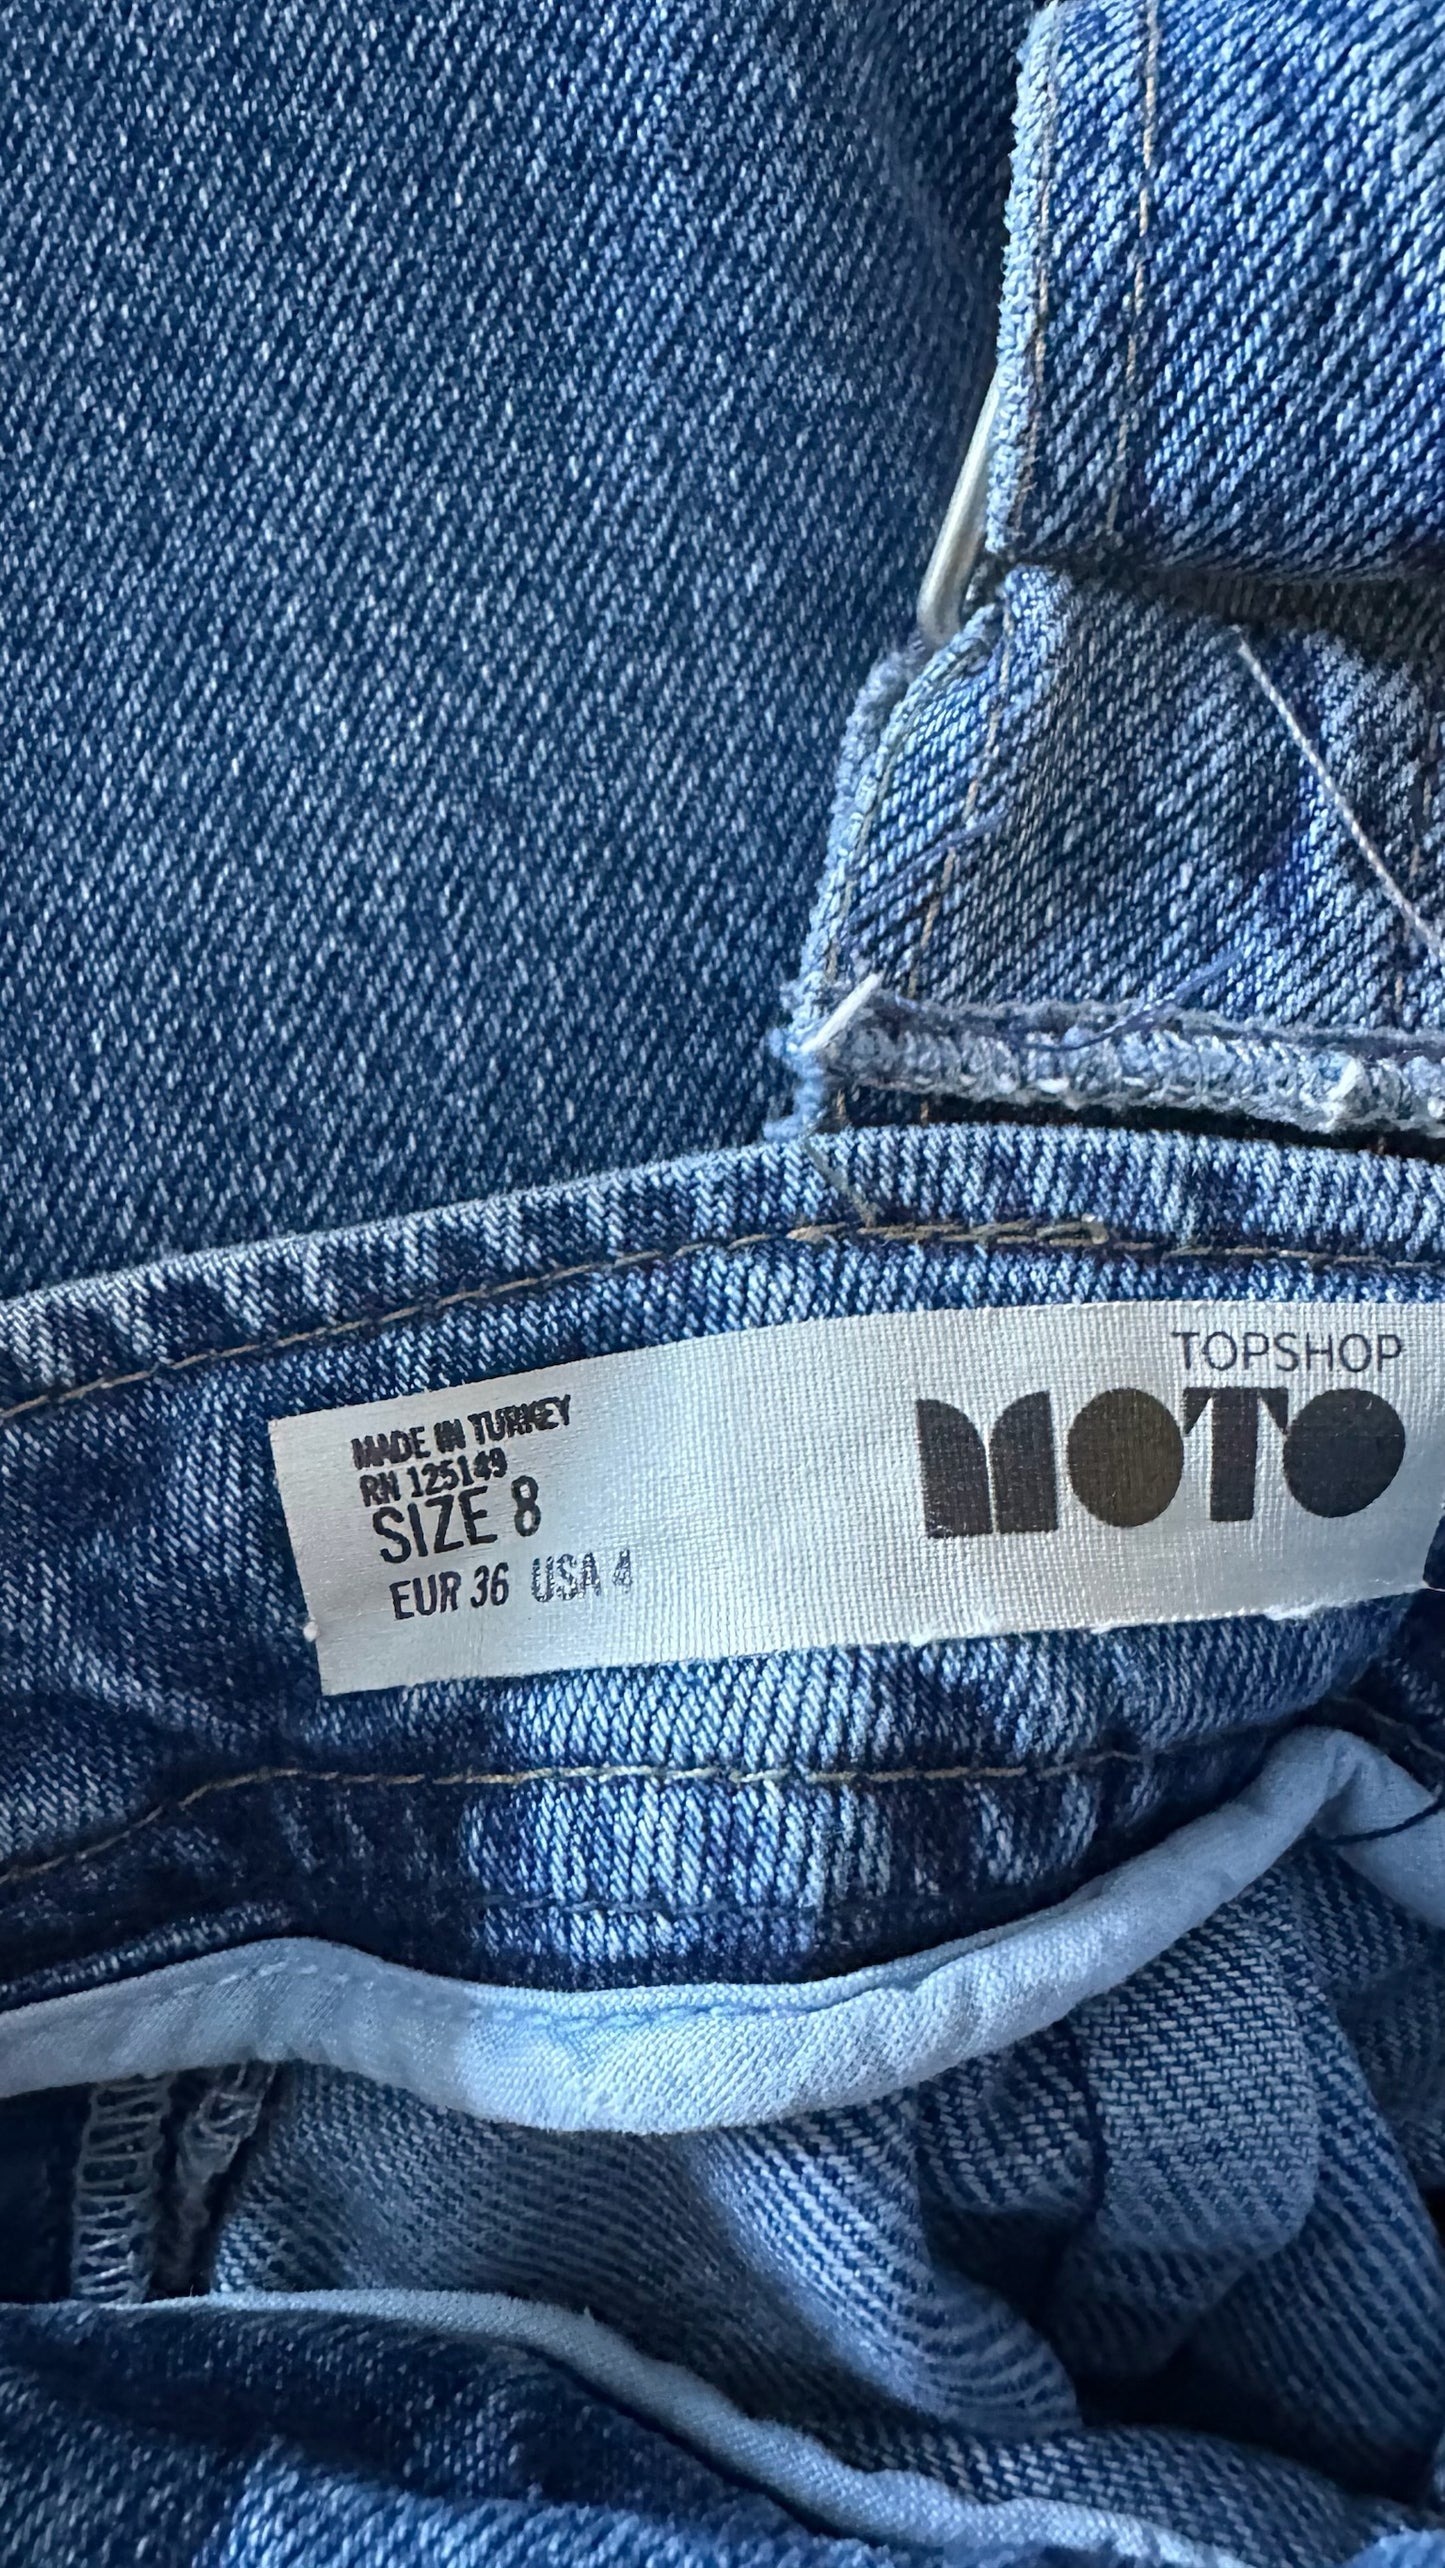 MADE IN TURKEY
RN 125149
SIZE 8
EUR 36 USA 4
TOPSHOP
MOTO